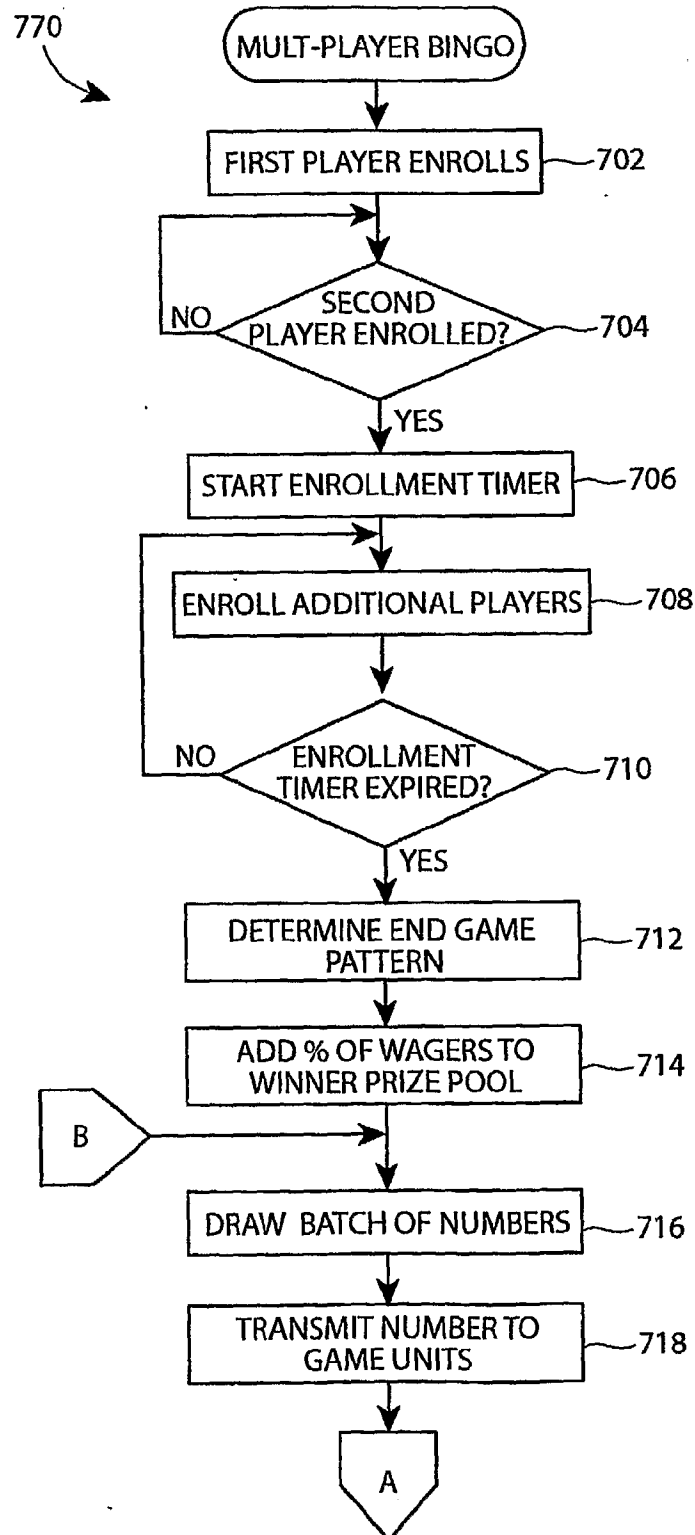 770
MULT-PLAYER BINGO
FIRST PLAYER ENROLLS
702
SECOND
PLAYER ENROLLED?
704
NO
YES
START ENROLLMENT TIMER
706
ENROLL ADDITIONAL PLAYERS
708
ENROLLMENT
TIMER EXPIRED?
710
NO
YES
DETERMINE END GAME
PATTERN
712
ADD % OF WAGERS TO
WINNER PRIZE POOL
714
B
DRAW BATCH OF NUMBERS
716
TRANSMIT NUMBER TO
GAME UNITS
718
A